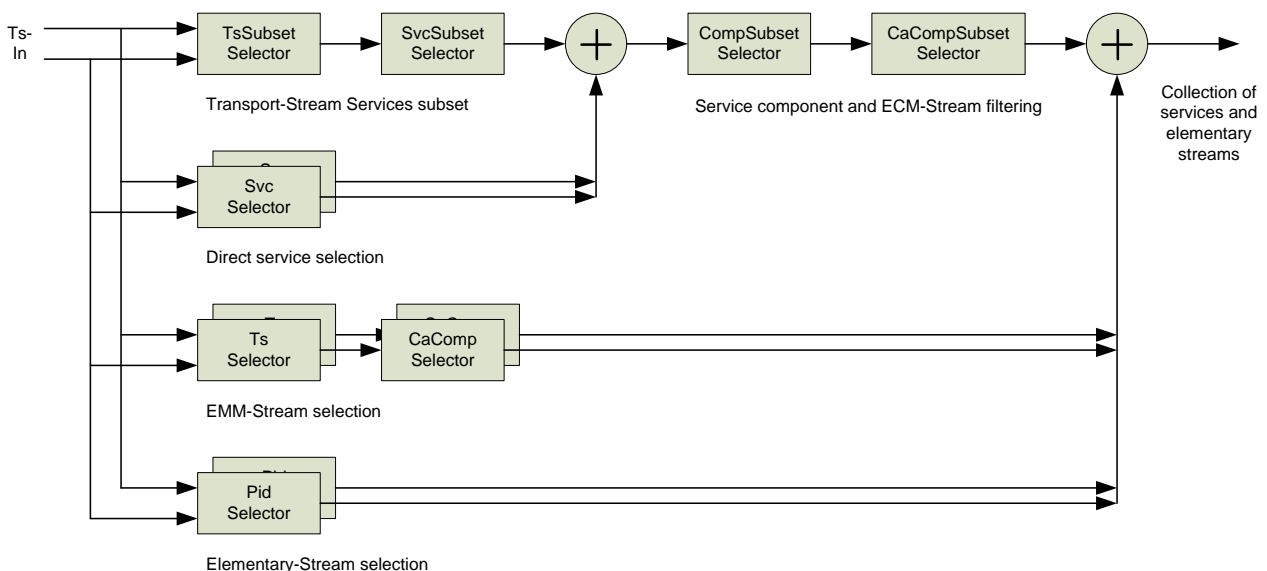 Ts-
In
TsSubset
Selector
SvcSubset
Selector
CompSubset
Selector
CaCompSubset
Selector
Transport-Stream Services subset
Service component and ECM-Stream filtering
Collection of
services and
elementary
streams
Svc
Selector
Direct service selection
Ts
Selector
CaComp
Selector
EMM-Stream selection
Pid
Selector
Elementary-Stream selection